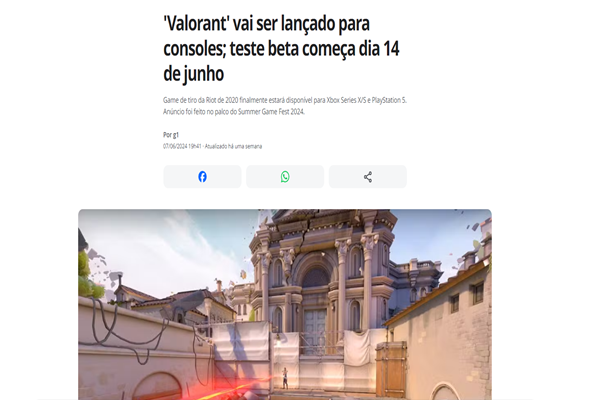 'Valorant' vai ser lançado para
consoles; teste beta começa dia 14
de junho
Game de tiro da Riot de 2020 finalmente estará disponível para Xbox Series X/S e PlayStation 5.
Anúncio foi feito no palco do Summer Game Fest 2024.
Por g1
07/06/2024 19h41 · Atualizado há uma semana